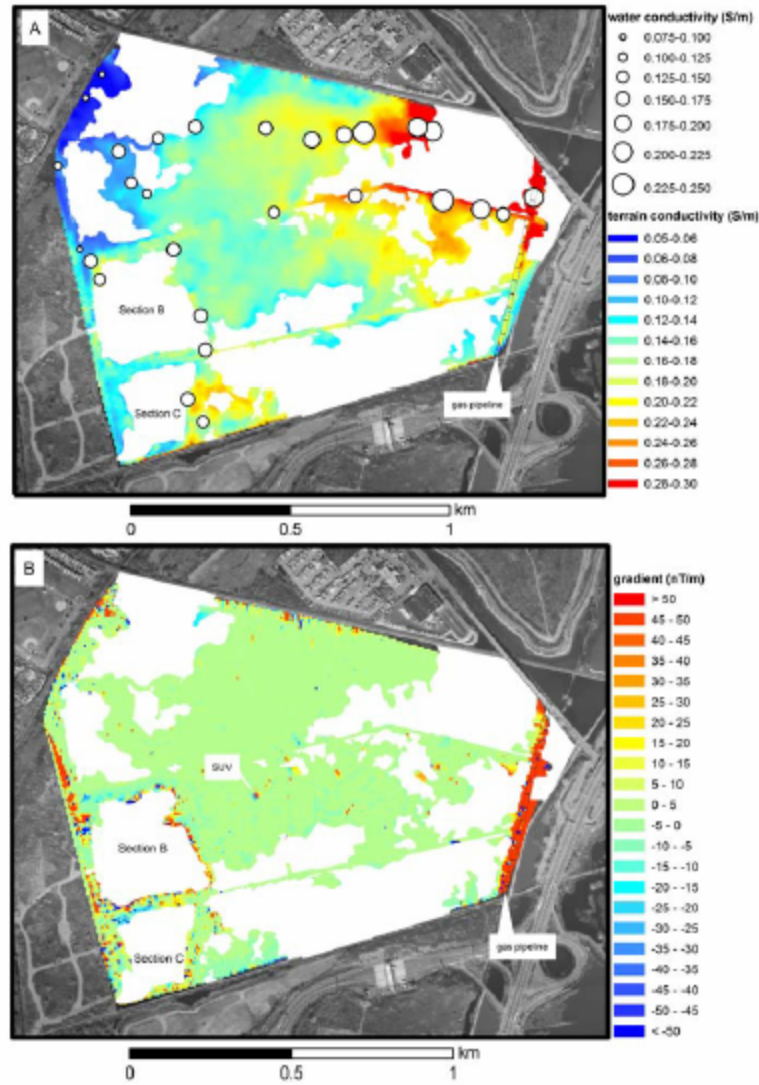 A
water conductivity (S/m)
0.075-0.100
0.100-0.125
0.125-0.150
0.150-0.175
0.175-0.200
0.200-0.225
0.225-0.250
terrain conductivity (S/m)
0.05-0.06
0.06-0.08
0.08-0.10
0.10-0.12
0.12-0.14
0.14-0.16
0.16-0.18
0.18-0.20
0.20-0.22
0.22-0.24
0.24-0.26
0.26-0.28
0.28-0.30
Section B
Section C
gas pipeline
km
0 0.5 1
B
gradient (nT/m)
> 50
45 - 50
40 - 45
35 - 40
30 - 35
25 - 30
20 - 25
15 - 20
10 - 15
5 - 10
0 - 5
-5 - 0
-10 - -5
-15 - -10
-20 - -15
-25 - -20
-30 - -25
-35 - -30
-40 - -35
-45 - -40
-50 - -45
< -50
SUV
Section B
Section C
gas pipeline
km
0 0.5 1